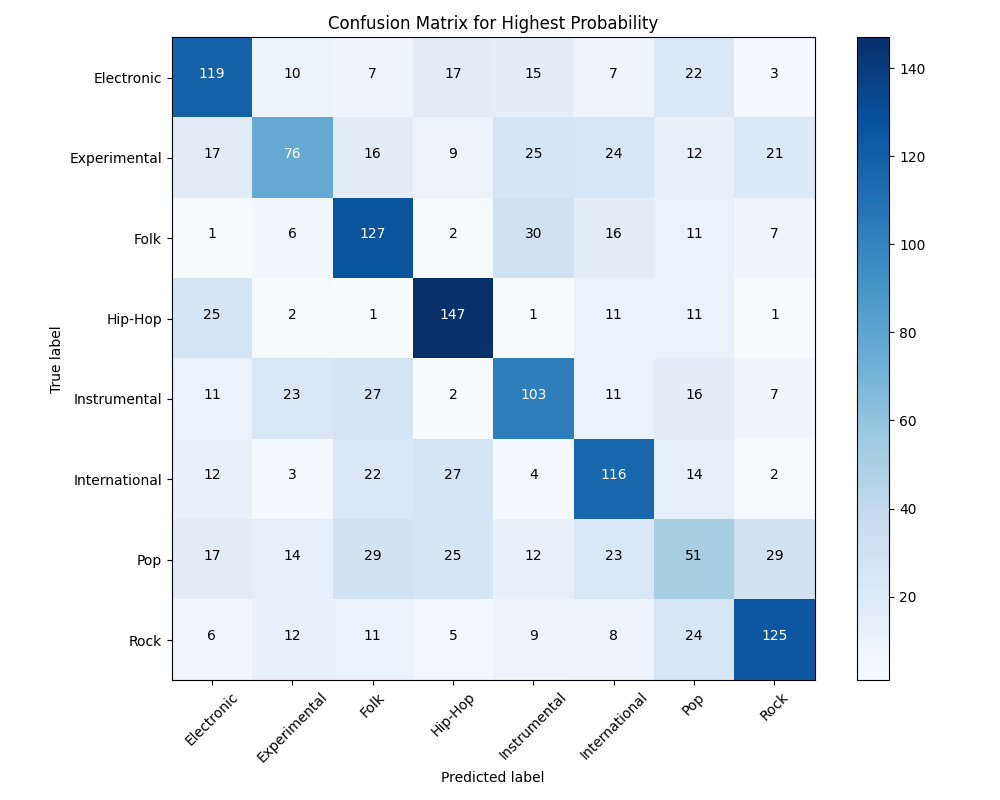 Confusion Matrix for Highest Probability
Electronic 119 10 7 17 15 7 22 3
Experimental 17 76 16 9 25 24 12 21
Folk 1 6 127 2 30 16 11 7
Hip-Hop 25 2 1 147 1 11 11 1
Instrumental 11 23 27 2 103 11 16 7
International 12 3 22 27 4 116 14 2
Pop 17 14 29 25 12 23 51 29
Rock 6 12 11 5 9 8 24 125
True label
Electronic Experimental Folk Hip-Hop Instrumental International Pop Rock
Predicted label
140
120
100
80
60
40
20